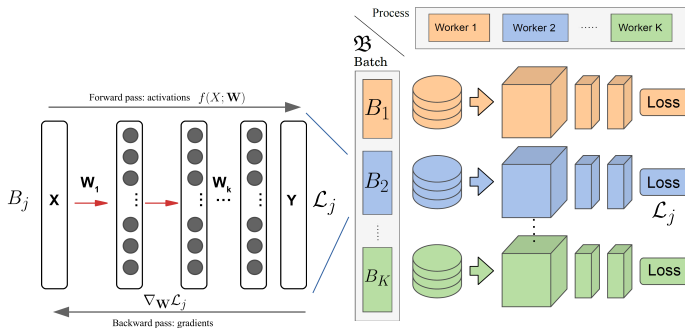 Process
Worker 1
Worker 2
.....
Worker K
𝔅
Batch
Forward pass: activations f(X; W)
B_j
X
W_1
W_k
...
Y
ℒ_j
∇_W ℒ_j
Backward pass: gradients
B_1
Loss
B_2
Loss
ℒ_j
B_K
Loss